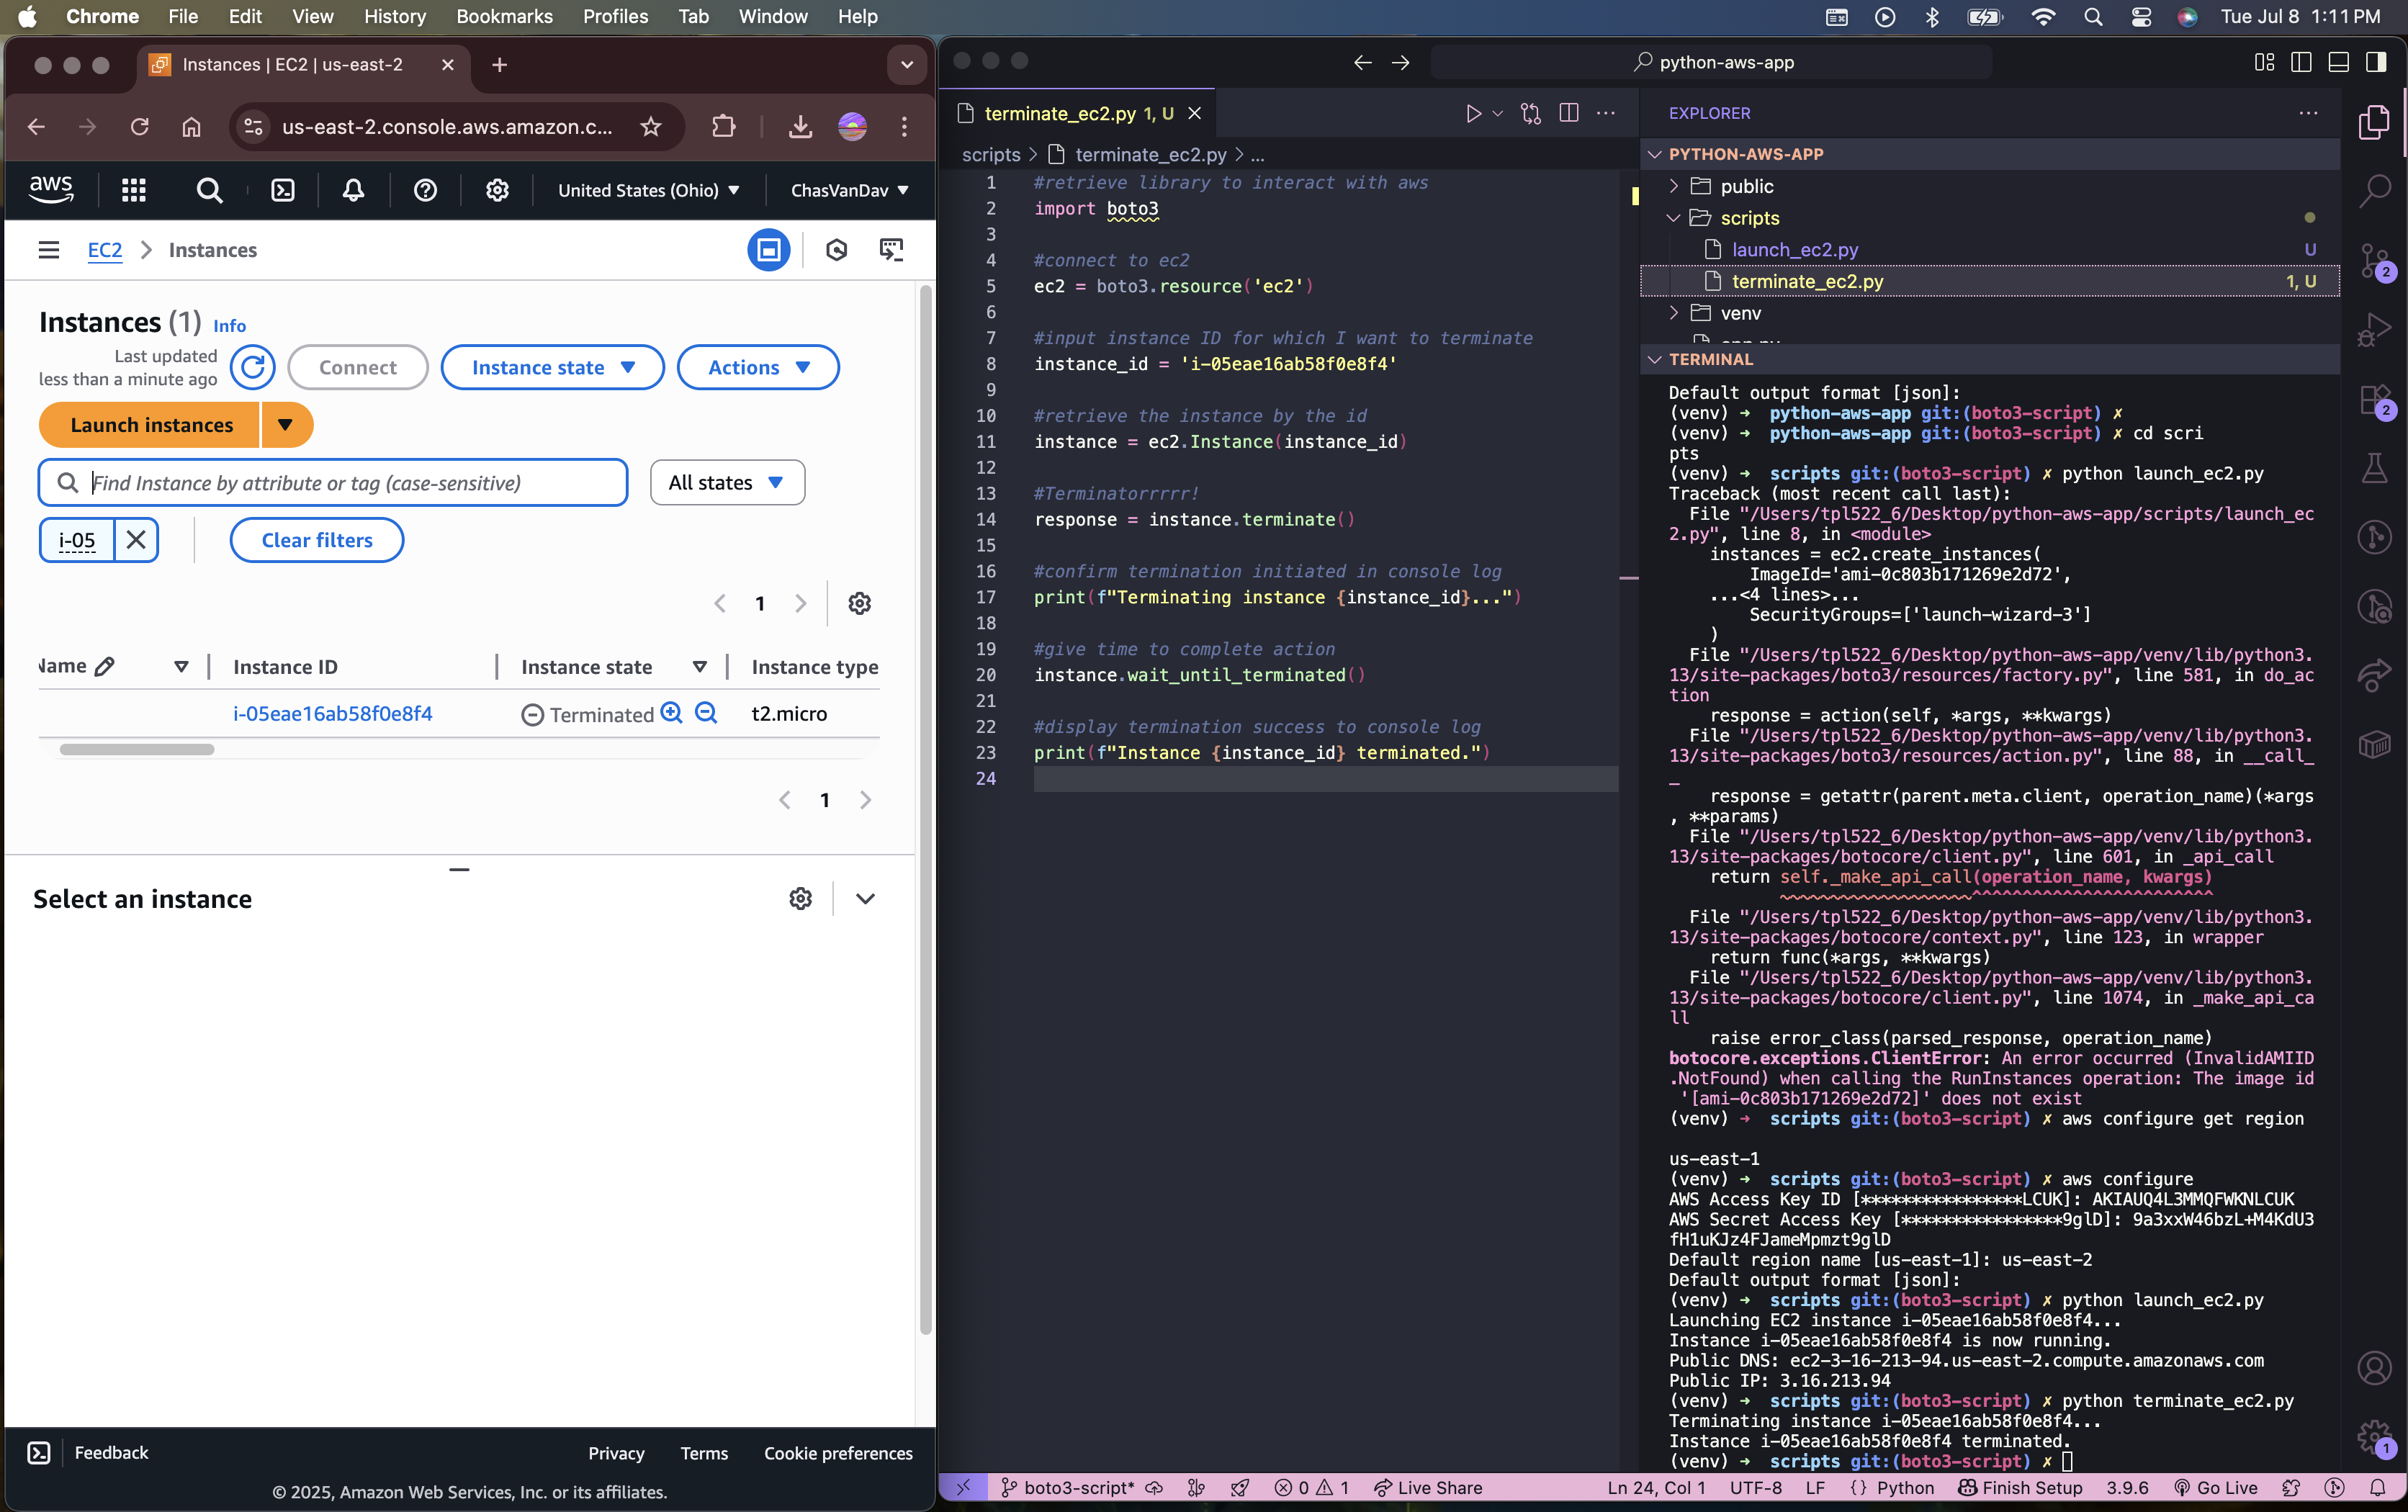 Chrome File Edit View History Bookmarks Profiles Tab Window Help
Tue Jul 8 1:11 PM
Instances | EC2 | us-east-2
us-east-2.console.aws.amazon.c...
aws
United States (Ohio)
ChasVanDav
EC2 Instances
Instances (1) Info
Last updated
less than a minute ago
Connect
Instance state
Actions
Launch instances
Find Instance by attribute or tag (case-sensitive)
All states
i-05
Clear filters
1
Name
Instance ID
Instance state
Instance type
i-05eae16ab58f0e8f4
Terminated
t2.micro
1
Select an instance
Feedback
Privacy
Terms
Cookie preferences
© 2025, Amazon Web Services, Inc. or its affiliates.
python-aws-app
terminate_ec2.py 1, U
scripts > terminate_ec2.py > ...
1 #retrieve library to interact with aws
2 import boto3
3
4 #connect to ec2
5 ec2 = boto3.resource('ec2')
6
7 #input instance ID for which I want to terminate
8 instance_id = 'i-05eae16ab58f0e8f4'
9
10 #retrieve the instance by the id
11 instance = ec2.Instance(instance_id)
12
13 #Terminatorrrrr!
14 response = instance.terminate()
15
16 #confirm termination initiated in console log
17 print(f"Terminating instance {instance_id}...")
18
19 #give time to complete action
20 instance.wait_until_terminated()
21
22 #display termination success to console log
23 print(f"Instance {instance_id} terminated.")
24
EXPLORER
PYTHON-AWS-APP
public
scripts
launch_ec2.py U
terminate_ec2.py 1, U
venv
TERMINAL
Default output format [json]:
(venv) ➜ python-aws-app git:(boto3-script) ✗
(venv) ➜ python-aws-app git:(boto3-script) ✗ cd scri
pts
(venv) ➜ scripts git:(boto3-script) ✗ python launch_ec2.py
Traceback (most recent call last):
File "/Users/tpl522_6/Desktop/python-aws-app/scripts/launch_ec
2.py", line 8, in <module>
instances = ec2.create_instances(
ImageId='ami-0c803b171269e2d72',
...<4 lines>...
SecurityGroups=['launch-wizard-3']
)
File "/Users/tpl522_6/Desktop/python-aws-app/venv/lib/python3.
13/site-packages/boto3/resources/factory.py", line 581, in do_ac
tion
response = action(self, *args, **kwargs)
File "/Users/tpl522_6/Desktop/python-aws-app/venv/lib/python3.
13/site-packages/boto3/resources/action.py", line 88, in __call_
_
response = getattr(parent.meta.client, operation_name)(*args
, **params)
File "/Users/tpl522_6/Desktop/python-aws-app/venv/lib/python3.
13/site-packages/botocore/client.py", line 601, in _api_call
return self._make_api_call(operation_name, kwargs)
File "/Users/tpl522_6/Desktop/python-aws-app/venv/lib/python3.
13/site-packages/botocore/context.py", line 123, in wrapper
return func(*args, **kwargs)
File "/Users/tpl522_6/Desktop/python-aws-app/venv/lib/python3.
13/site-packages/botocore/client.py", line 1074, in _make_api_ca
ll
raise error_class(parsed_response, operation_name)
botocore.exceptions.ClientError: An error occurred (InvalidAMIID
.NotFound) when calling the RunInstances operation: The image id
'[ami-0c803b171269e2d72]' does not exist
(venv) ➜ scripts git:(boto3-script) ✗ aws configure get region
us-east-1
(venv) ➜ scripts git:(boto3-script) ✗ aws configure
AWS Access Key ID [****************LCUK]: AKIAUQ4L3MMQFWKNLCUK
AWS Secret Access Key [****************9glD]: 9a3xxW46bzL+M4KdU3
fH1uKJz4FJameMpmzt9glD
Default region name [us-east-1]: us-east-2
Default output format [json]:
(venv) ➜ scripts git:(boto3-script) ✗ python launch_ec2.py
Launching EC2 instance i-05eae16ab58f0e8f4...
Instance i-05eae16ab58f0e8f4 is now running.
Public DNS: ec2-3-16-213-94.us-east-2.compute.amazonaws.com
Public IP: 3.16.213.94
(venv) ➜ scripts git:(boto3-script) ✗ python terminate_ec2.py
Terminating instance i-05eae16ab58f0e8f4...
Instance i-05eae16ab58f0e8f4 terminated.
(venv) ➜ scripts git:(boto3-script) ✗
2
2
1
boto3-script* 0 1 Live Share Ln 24, Col 1 UTF-8 LF {} Python Finish Setup 3.9.6 Go Live